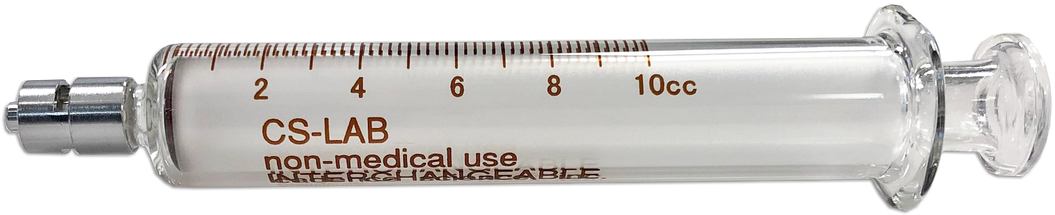 2 4 6 8 10cc
CS-LAB
non-medical use
INTERCHANGEABLE